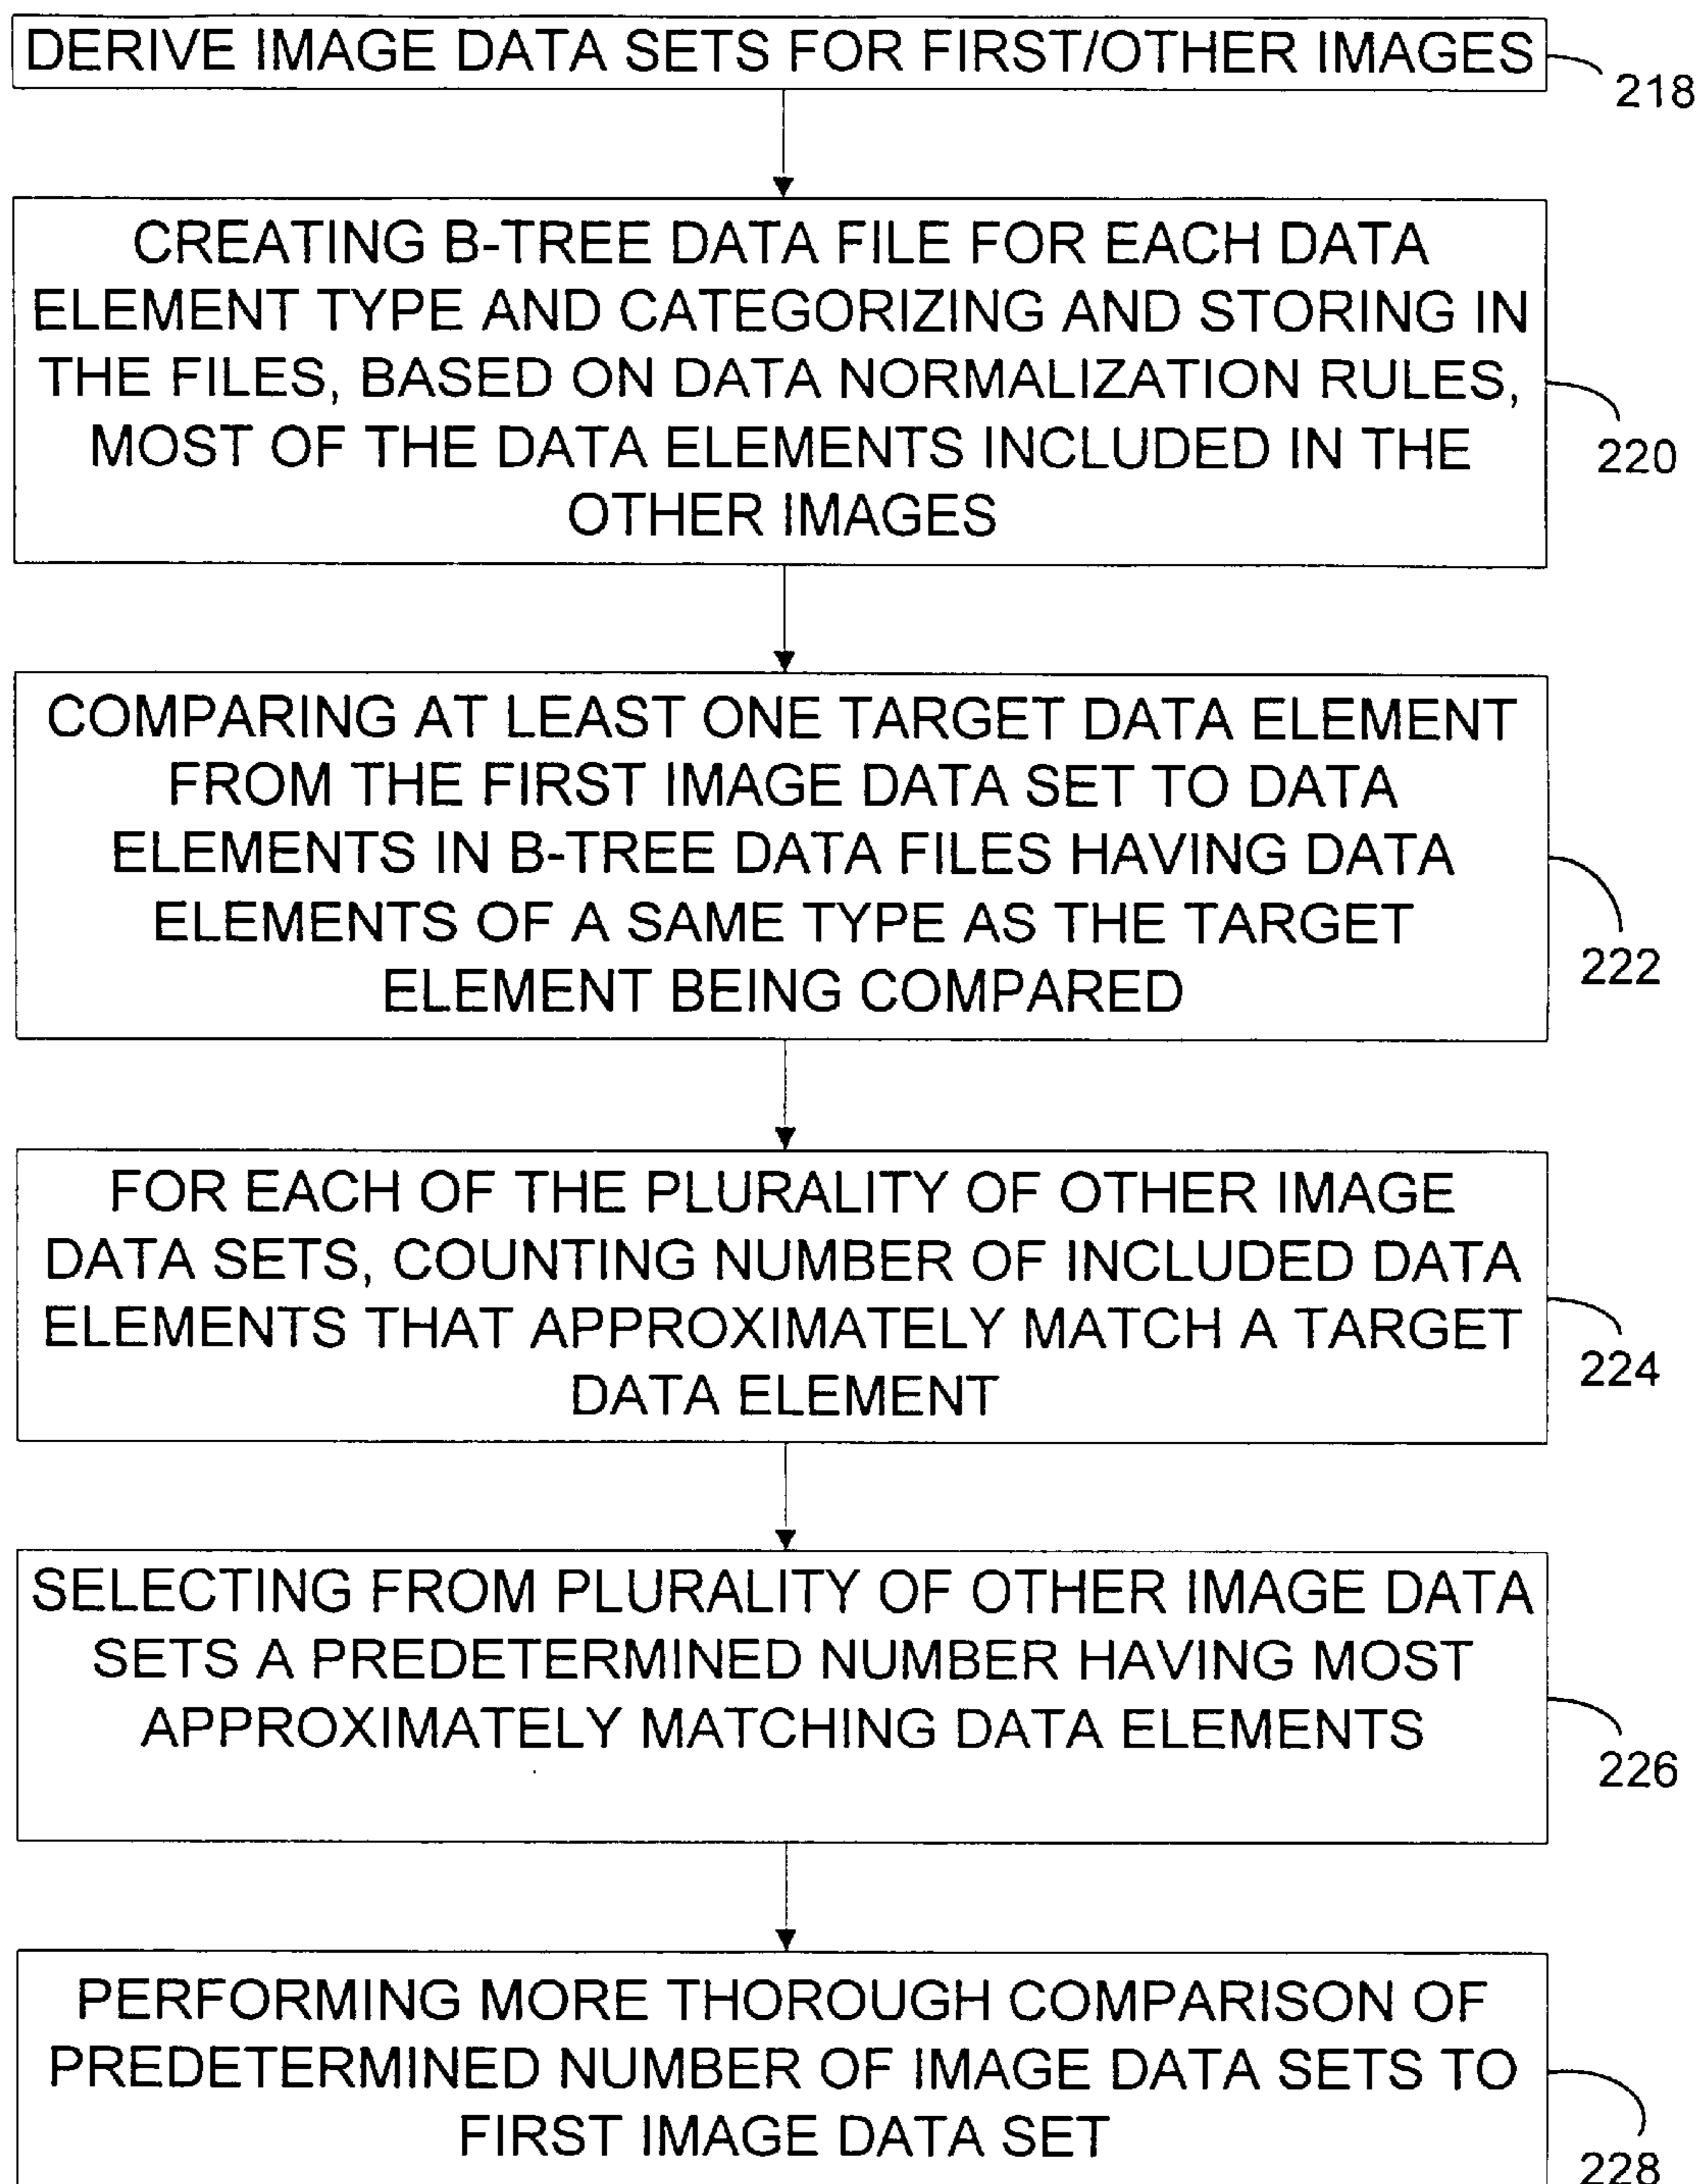 DERIVE IMAGE DATA SETS FOR FIRST/OTHER IMAGES
218
CREATING B-TREE DATA FILE FOR EACH DATA
ELEMENT TYPE AND CATEGORIZING AND STORING IN
THE FILES, BASED ON DATA NORMALIZATION RULES,
MOST OF THE DATA ELEMENTS INCLUDED IN THE
OTHER IMAGES
220
COMPARING AT LEAST ONE TARGET DATA ELEMENT
FROM THE FIRST IMAGE DATA SET TO DATA
ELEMENTS IN B-TREE DATA FILES HAVING DATA
ELEMENTS OF A SAME TYPE AS THE TARGET
ELEMENT BEING COMPARED
222
FOR EACH OF THE PLURALITY OF OTHER IMAGE
DATA SETS, COUNTING NUMBER OF INCLUDED DATA
ELEMENTS THAT APPROXIMATELY MATCH A TARGET
DATA ELEMENT
224
SELECTING FROM PLURALITY OF OTHER IMAGE DATA
SETS A PREDETERMINED NUMBER HAVING MOST
APPROXIMATELY MATCHING DATA ELEMENTS
226
PERFORMING MORE THOROUGH COMPARISON OF
PREDETERMINED NUMBER OF IMAGE DATA SETS TO
FIRST IMAGE DATA SET
228